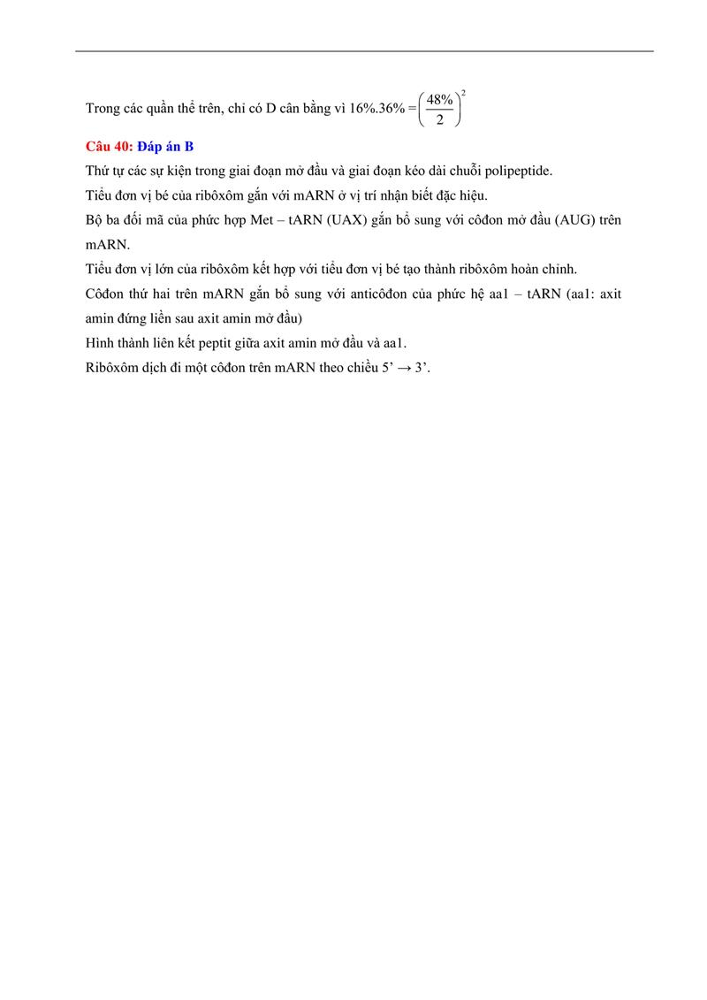 Trong các quần thể trên, chỉ có D cân bằng vì 16%.36% = (48%/2)²
Câu 40: Đáp án B
Thứ tự các sự kiện trong giai đoạn mở đầu và giai đoạn kéo dài chuỗi polipeptide.
Tiểu đơn vị bé của ribôxôm gắn với mARN ở vị trí nhận biết đặc hiệu.
Bộ ba đối mã của phức hợp Met – tARN (UAX) gắn bổ sung với côđon mở đầu (AUG) trên
mARN.
Tiểu đơn vị lớn của ribôxôm kết hợp với tiểu đơn vị bé tạo thành ribôxôm hoàn chỉnh.
Côđon thứ hai trên mARN gắn bổ sung với anticôđon của phức hệ aa1 – tARN (aa1: axit
amin đứng liền sau axit amin mở đầu)
Hình thành liên kết peptit giữa axit amin mở đầu và aa1.
Ribôxôm dịch đi một côđon trên mARN theo chiều 5’ → 3’.